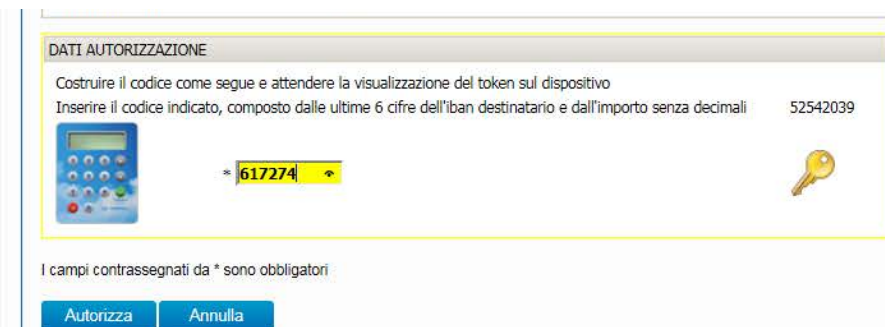 DATI AUTORIZZAZIONE
Costruire il codice come segue e attendere la visualizzazione del token sul dispositivo
Inserire il codice indicato, composto dalle ultime 6 cifre dell'iban destinatario e dall'importo senza decimali 52542039
* 617274
I campi contrassegnati da * sono obbligatori
Autorizza Annulla